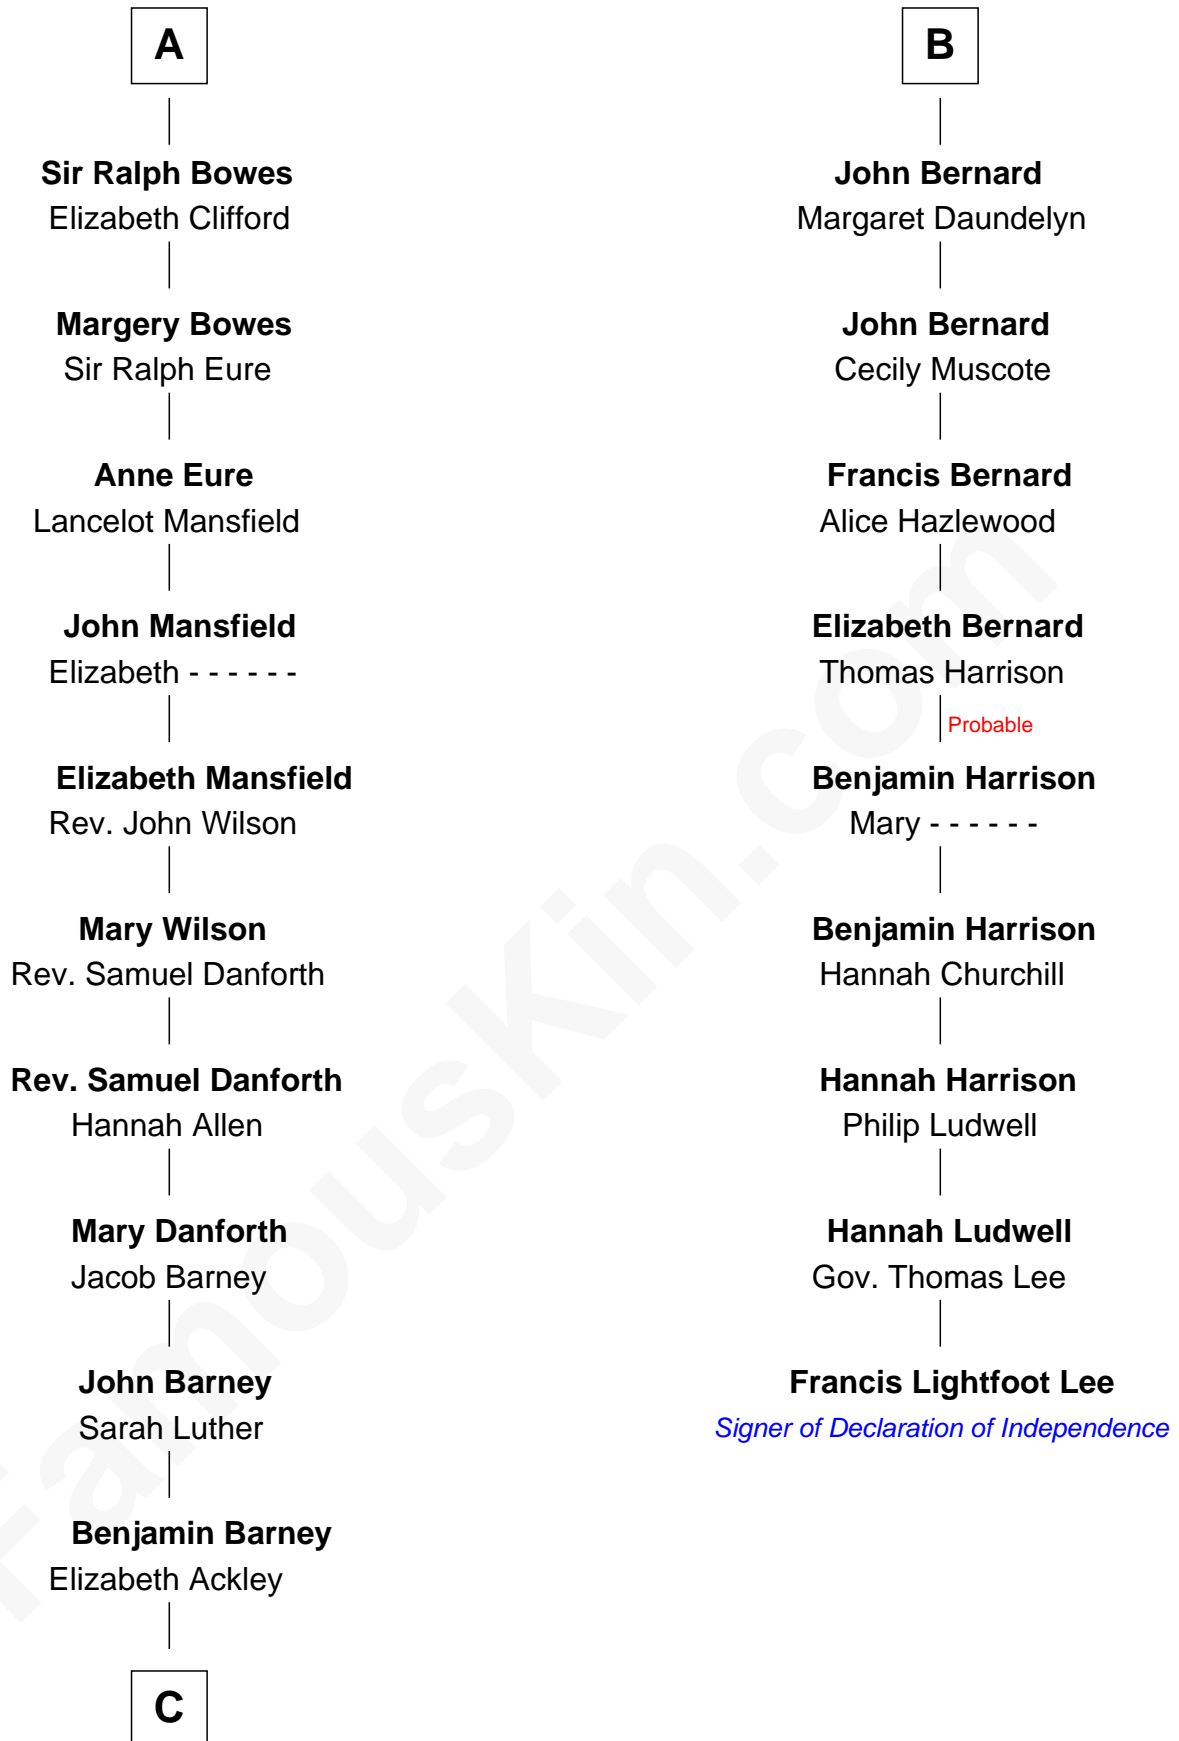 A
Sir Ralph Bowes
Elizabeth Clifford
Margery Bowes
Sir Ralph Eure
Anne Eure
Lancelot Mansfield
John Mansfield
Elizabeth - - - - - -
Elizabeth Mansfield
Rev. John Wilson
Mary Wilson
Rev. Samuel Danforth
Rev. Samuel Danforth
Hannah Allen
Mary Danforth
Jacob Barney
John Barney
Sarah Luther
Benjamin Barney
Elizabeth Ackley
C
B
John Bernard
Margaret Daundelyn
John Bernard
Cecily Muscote
Francis Bernard
Alice Hazlewood
Elizabeth Bernard
Thomas Harrison
Probable
Benjamin Harrison
Mary - - - - - -
Benjamin Harrison
Hannah Churchill
Hannah Harrison
Philip Ludwell
Hannah Ludwell
Gov. Thomas Lee
Francis Lightfoot Lee
Signer of Declaration of Independence
FamousKin.com